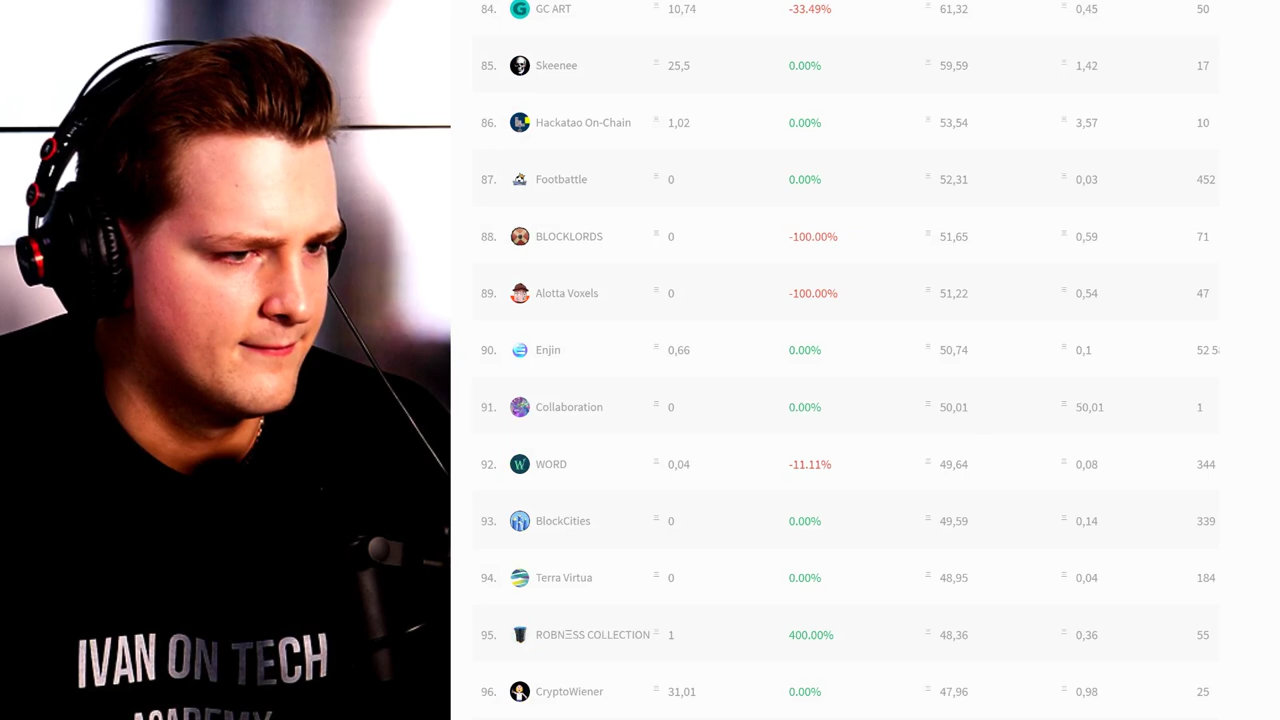 84. GC ART Ξ 10,74 -33.49% Ξ 61,32 Ξ 0,45 50
85. Skeenee Ξ 25,5 0.00% Ξ 59,59 Ξ 1,42 17
86. Hackatao On-Chain Ξ 1,02 0.00% Ξ 53,54 Ξ 3,57 10
87. Footbattle Ξ 0 0.00% Ξ 52,31 Ξ 0,03 452
88. BLOCKLORDS Ξ 0 -100.00% Ξ 51,65 Ξ 0,59 71
89. Alotta Voxels Ξ 0 -100.00% Ξ 51,22 Ξ 0,54 47
90. Enjin Ξ 0,66 0.00% Ξ 50,74 Ξ 0,1 52 5
91. Collaboration Ξ 0 0.00% Ξ 50,01 Ξ 50,01 1
92. WORD Ξ 0,04 -11.11% Ξ 49,64 Ξ 0,08 344
93. BlockCities Ξ 0 0.00% Ξ 49,59 Ξ 0,14 339
94. Terra Virtua Ξ 0 0.00% Ξ 48,95 Ξ 0,04 184
95. ROBNΞSS COLLECTION Ξ 1 400.00% Ξ 48,36 Ξ 0,36 55
96. CryptoWiener Ξ 31,01 0.00% Ξ 47,96 Ξ 0,98 25
IVAN ON TECH
ACADEMY